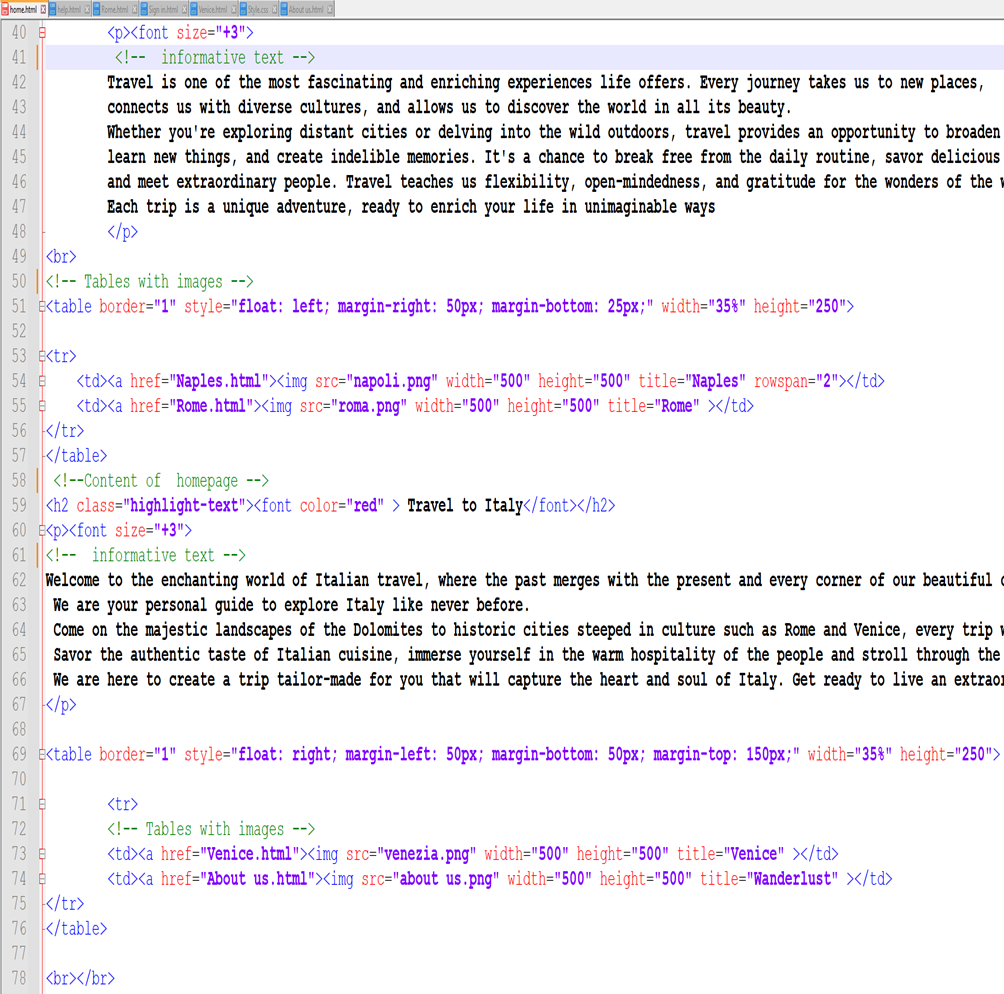 home.html help.html Rome.html Sign in.html Venice.html Style.css About us.html
40 <p><font size="+3">
41 <!-- informative text -->
42 Travel is one of the most fascinating and enriching experiences life offers. Every journey takes us to new places,
43 connects us with diverse cultures, and allows us to discover the world in all its beauty.
44 Whether you're exploring distant cities or delving into the wild outdoors, travel provides an opportunity to broaden
45 learn new things, and create indelible memories. It's a chance to break free from the daily routine, savor delicious
46 and meet extraordinary people. Travel teaches us flexibility, open-mindedness, and gratitude for the wonders of the
47 Each trip is a unique adventure, ready to enrich your life in unimaginable ways
48 </p>
49 <br>
50 <!-- Tables with images -->
51 <table border="1" style="float: left; margin-right: 50px; margin-bottom: 25px;" width="35%" height="250">
52
53 <tr>
54 <td><a href="Naples.html"><img src="napoli.png" width="500" height="500" title="Naples" rowspan="2"></td>
55 <td><a href="Rome.html"><img src="roma.png" width="500" height="500" title="Rome" ></td>
56 </tr>
57 </table>
58 <!--Content of homepage -->
59 <h2 class="highlight-text"><font color="red" > Travel to Italy</font></h2>
60 <p><font size="+3">
61 <!-- informative text -->
62 Welcome to the enchanting world of Italian travel, where the past merges with the present and every corner of our beautiful
63 We are your personal guide to explore Italy like never before.
64 Come on the majestic landscapes of the Dolomites to historic cities steeped in culture such as Rome and Venice, every trip
65 Savor the authentic taste of Italian cuisine, immerse yourself in the warm hospitality of the people and stroll through the
66 We are here to create a trip tailor-made for you that will capture the heart and soul of Italy. Get ready to live an
67 </p>
68
69 <table border="1" style="float: right; margin-left: 50px; margin-bottom: 50px; margin-top: 150px;" width="35%" height="250">
70
71 <tr>
72 <!-- Tables with images -->
73 <td><a href="Venice.html"><img src="venezia.png" width="500" height="500" title="Venice" ></td>
74 <td><a href="About us.html"><img src="about us.png" width="500" height="500" title="Wanderlust" ></td>
75 </tr>
76 </table>
77
78 <br></br>